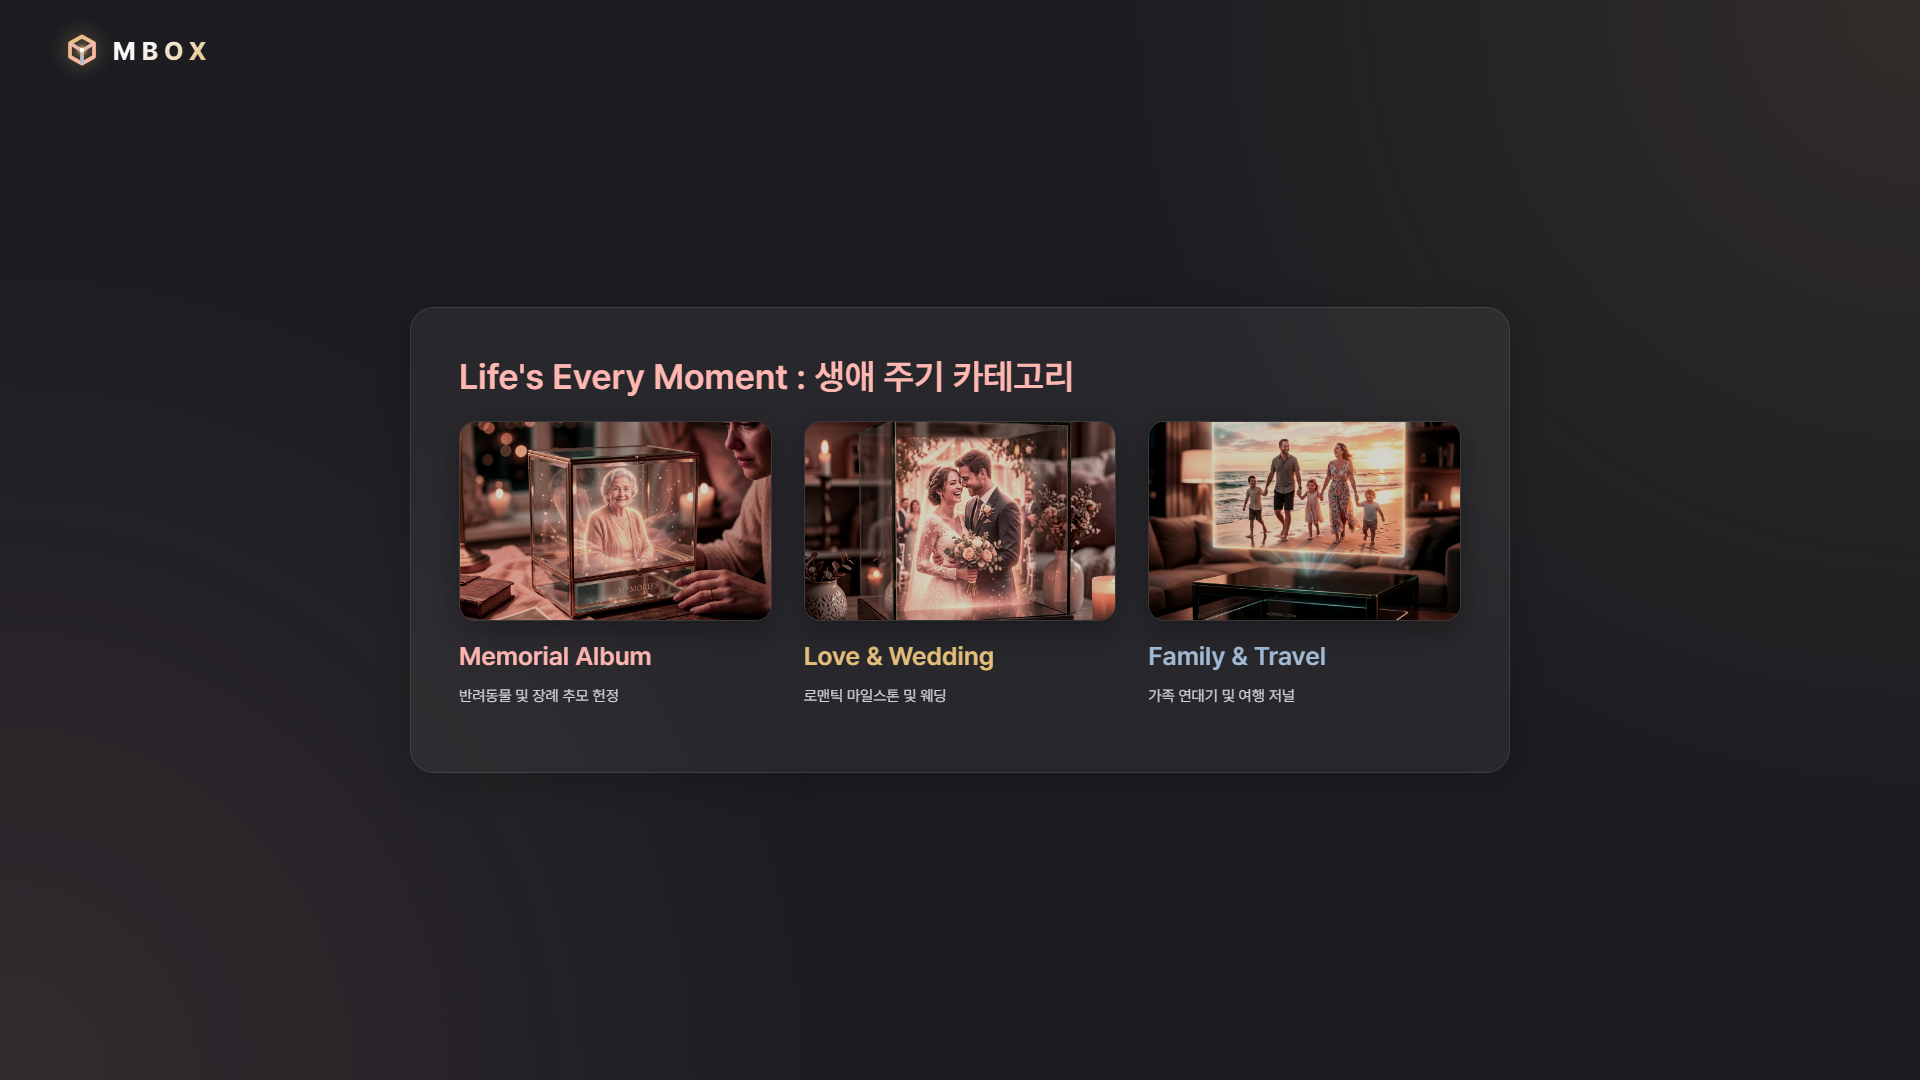 MBOX
Life's Every Moment : 생애 주기 카테고리
MEMORIES
Memorial Album
Love & Wedding
Family & Travel
반려동물 및 장례 추모 헌정
로맨틱 마일스톤 및 웨딩
가족 연대기 및 여행 저널